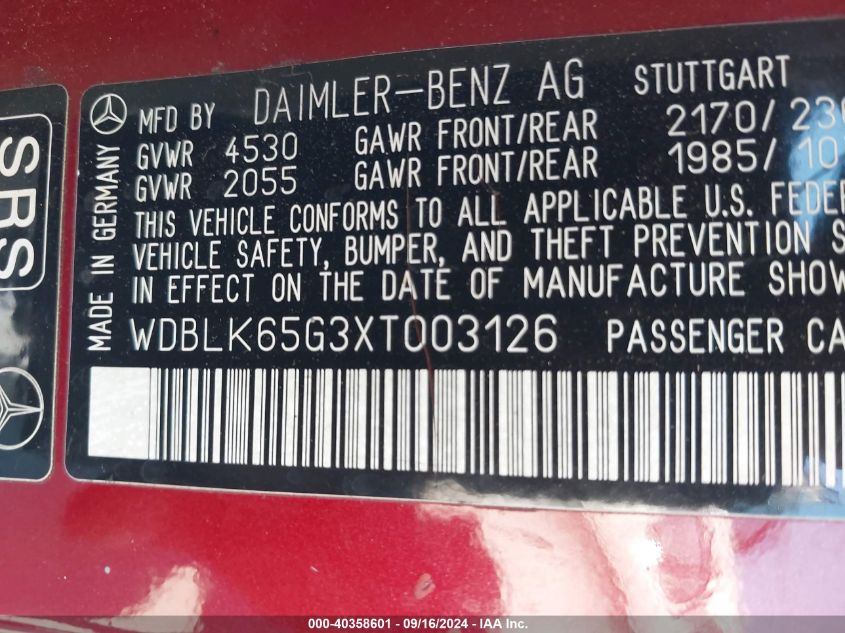 SRS
MADE IN GERMANY
MFD BY DAIMLER-BENZ AG STUTTGART
GVWR 4530 GAWR FRONT/REAR 2170/
GVWR 2055 GAWR FRONT/REAR 1985/
THIS VEHICLE CONFORMS TO ALL APPLICABLE U.S.
VEHICLE SAFETY, BUMPER, AND THEFT PREVENTION
IN EFFECT ON THE DATE OF MANUFACTURE
WDBLK65G3XT003126 PASSENGER
000-40358601 - 09/16/2024 - IAA Inc.